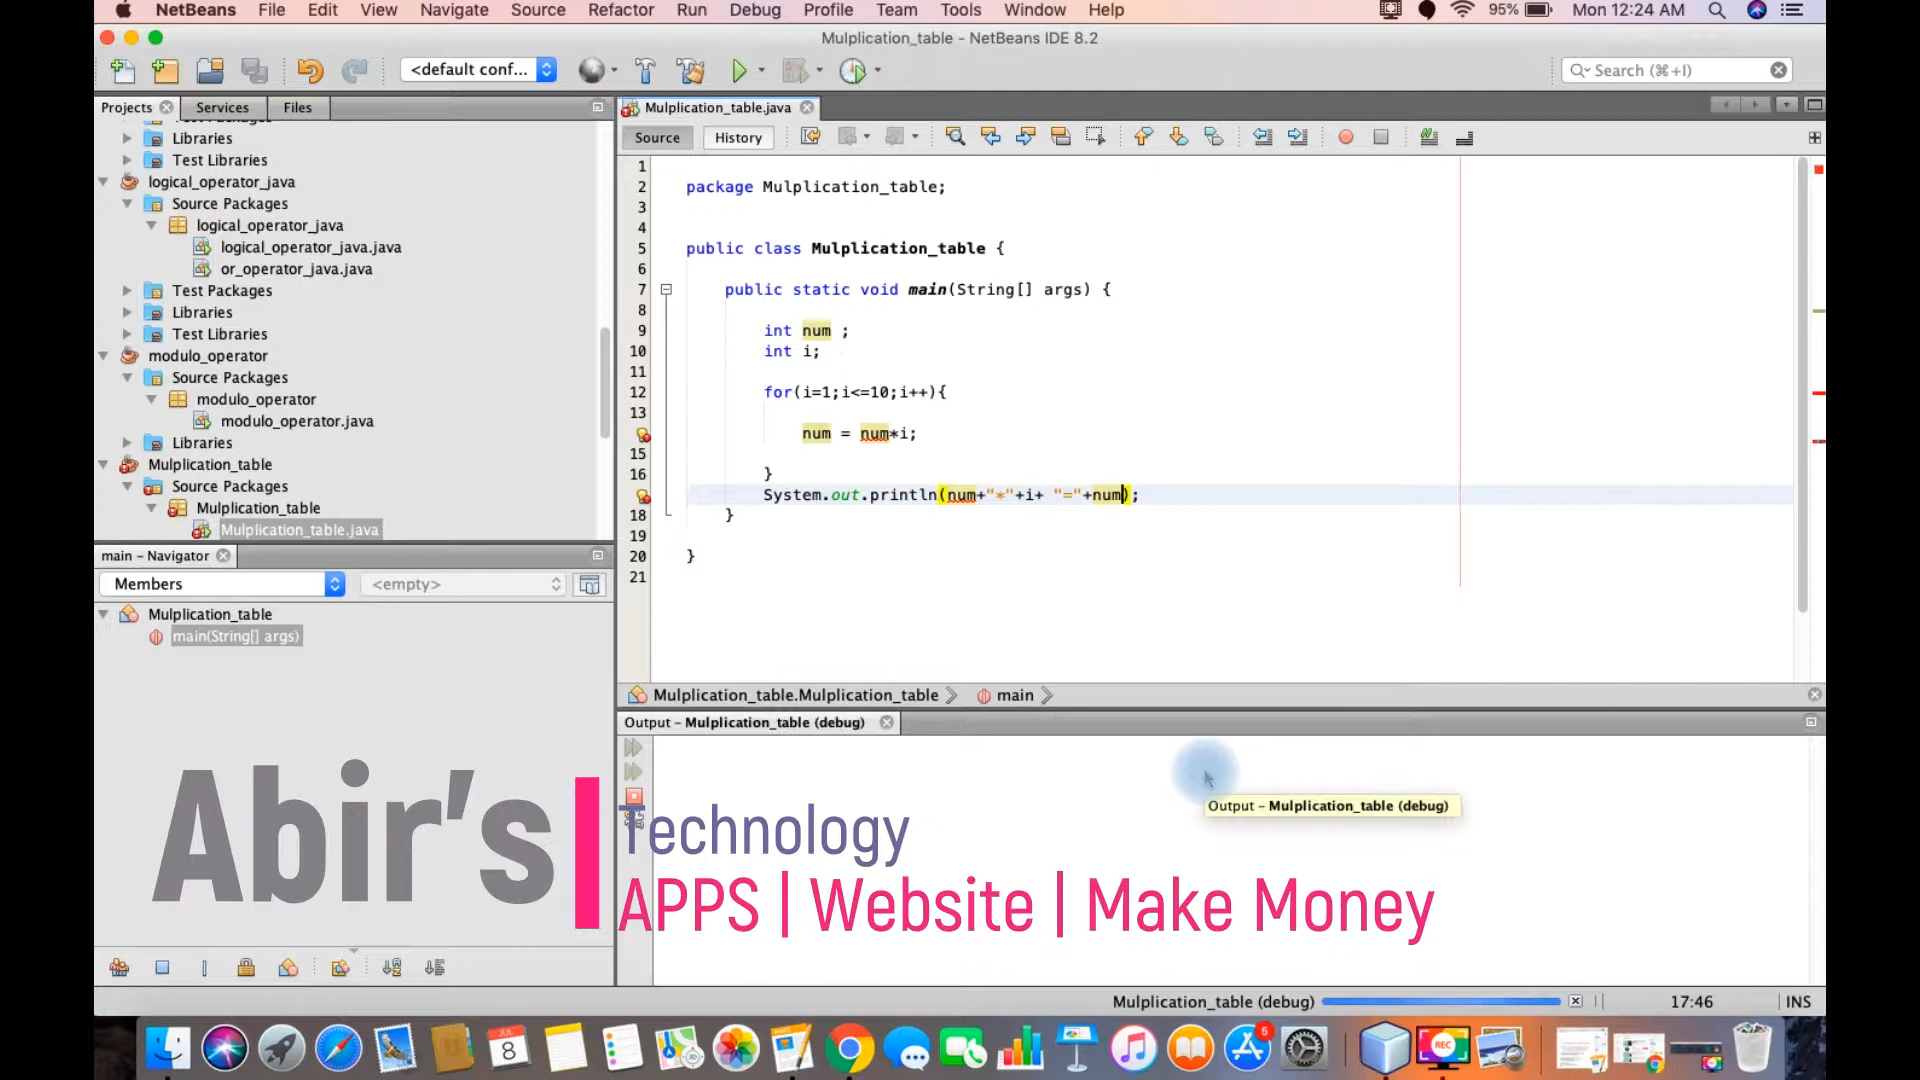 NetBeans File Edit View Navigate Source Refactor Run Debug Profile Team Tools Window Help 95% Mon 12:24 AM
Mulplication_table - NetBeans IDE 8.2
<default conf... Search (⌘+I)
Projects Services Files
Libraries
Test Libraries
logical_operator_java
Source Packages
logical_operator_java
logical_operator_java.java
or_operator_java.java
Test Packages
Libraries
Test Libraries
modulo_operator
Source Packages
modulo_operator
modulo_operator.java
Libraries
Mulplication_table
Source Packages
Mulplication_table
Mulplication_table.java
main - Navigator
Members <empty>
Mulplication_table
main(String[] args)
Mulplication_table.java
Source History
1
2 package Mulplication_table;
3
4
5 public class Mulplication_table {
6
7 public static void main(String[] args) {
8
9 int num ;
10 int i;
11
12 for(i=1;i<=10;i++){
13
num = num*i;
15
16 }
System.out.println(num+"*"+i+ "="+num);
18 }
19
20 }
21
Mulplication_table.Mulplication_table main
Output - Mulplication_table (debug)
Output - Mulplication_table (debug)
Abir's
Technology
APPS | Website | Make Money
Mulplication_table (debug) 17:46 INS
JUL
8
5
REC